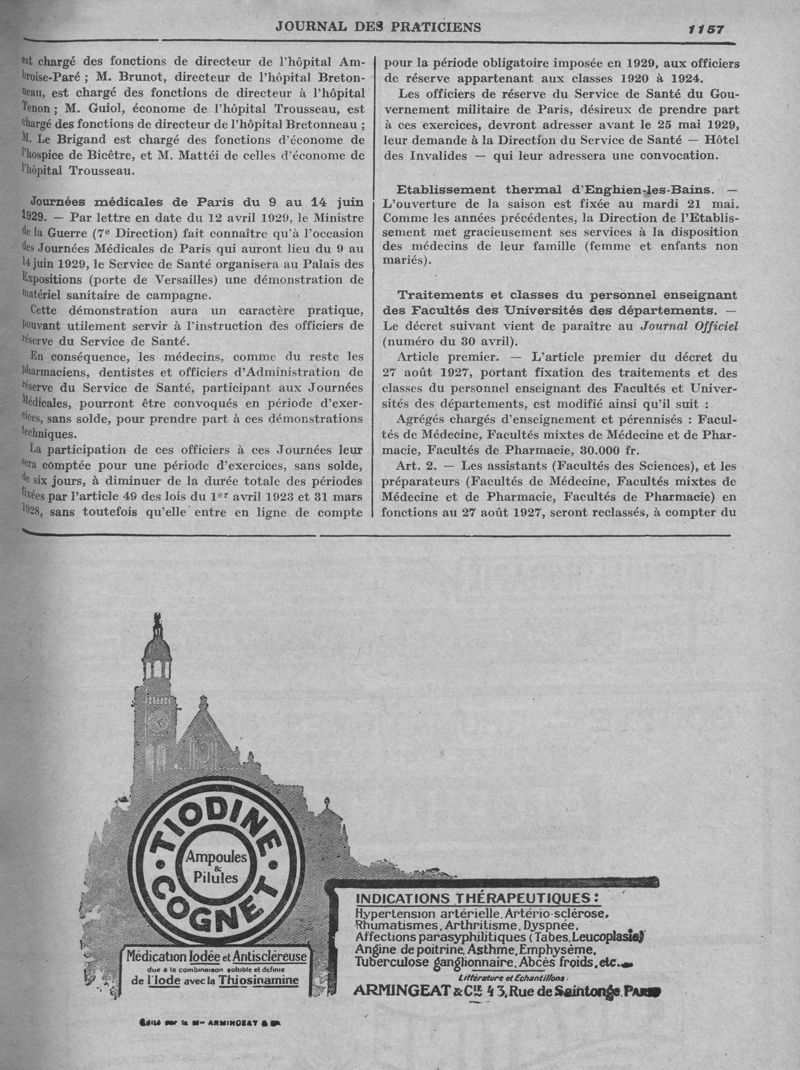 JOURNAL DES PRATICIENS
1157
est chargé des fonctions de directeur de l'hôpital Am-
broise-Paré ; M. Brunot, directeur de l'hôpital Breton-
neau, est chargé des fonctions de directeur à l'hôpital
Tenon ; M. Guiol, économe de l'hôpital Trousseau, est
chargé des fonctions de directeur de l'hôpital Bretonneau ;
M. Le Brigand est chargé des fonctions d'économe de
l'hospice de Bicêtre, et M. Mattéi de celles d'économe de
l'hôpital Trousseau.
Journées médicales de Paris du 9 au 14 juin
1929. — Par lettre en date du 12 avril 1929, le Ministre
de la Guerre (7e Direction) fait connaître qu'à l'occasion
des Journées Médicales de Paris qui auront lieu du 9 au
14 juin 1929, le Service de Santé organisera au Palais des
Expositions (porte de Versailles) une démonstration de
matériel sanitaire de campagne.
Cette démonstration aura un caractère pratique,
pouvant utilement servir à l'instruction des officiers de
réserve du Service de Santé.
En conséquence, les médecins, comme du reste les
pharmaciens, dentistes et officiers d'Administration de
réserve du Service de Santé, participant aux Journées
Médicales, pourront être convoqués en période d'exer-
cices, sans solde, pour prendre part à ces démonstrations
techniques.
La participation de ces officiers à ces Journées leur
sera comptée pour une période d'exercices, sans solde,
de six jours, à diminuer de la durée totale des périodes
fixées par l'article 49 des lois du 1er avril 1923 et 31 mars
1928, sans toutefois qu'elle entre en ligne de compte
pour la période obligatoire imposée en 1929, aux officiers
de réserve appartenant aux classes 1920 à 1924.
Les officiers de réserve du Service de Santé du Gou-
vernement militaire de Paris, désireux de prendre part
à ces exercices, devront adresser avant le 25 mai 1929,
leur demande à la Direction du Service de Santé — Hôtel
des Invalides — qui leur adressera une convocation.
Etablissement thermal d'Enghien-les-Bains. —
L'ouverture de la saison est fixée au mardi 21 mai.
Comme les années précédentes, la Direction de l'Etablis-
sement met gracieusement ses services à la disposition
des médecins de leur famille (femme et enfants non
mariés).
Traitements et classes du personnel enseignant
des Facultés des Universités des départements. —
Le décret suivant vient de paraître au Journal Officiel
(numéro du 30 avril).
Article premier. — L'article premier du décret du
27 août 1927, portant fixation des traitements et des
classes du personnel enseignant des Facultés et Univer-
sités des départements, est modifié ainsi qu'il suit :
Agrégés chargés d'enseignement et pérennisés : Facul-
tés de Médecine, Facultés mixtes de Médecine et de Phar-
macie, Facultés de Pharmacie, 30.000 fr.
Art. 2. — Les assistants (Facultés des Sciences), et les
préparateurs (Facultés de Médecine, Facultés mixtes de
Médecine et de Pharmacie, Facultés de Pharmacie) en
fonctions au 27 août 1927, seront reclassés, à compter du
TIODINE
COGNET
Ampoules
&
Pilules
Médication Iodée et Antiscléreuse
due à la combinaison soluble et définie
de l'Iode avec la Thiosinamine
INDICATIONS THÉRAPEUTIQUES :
Hypertension artérielle, Artério-sclérose,
Rhumatismes, Arthritisme, Dyspnée,
Affections parasyphilitiques (Tabes, Leucoplasie)
Angine de poitrine, Asthme, Emphysème,
Tuberculose ganglionnaire, Abcès froids, etc...
Littérature et Echantillons :
ARMINGEAT & Cie 43, Rue de Saintonge PARIS
Edité par la Mon ARMINGEAT &